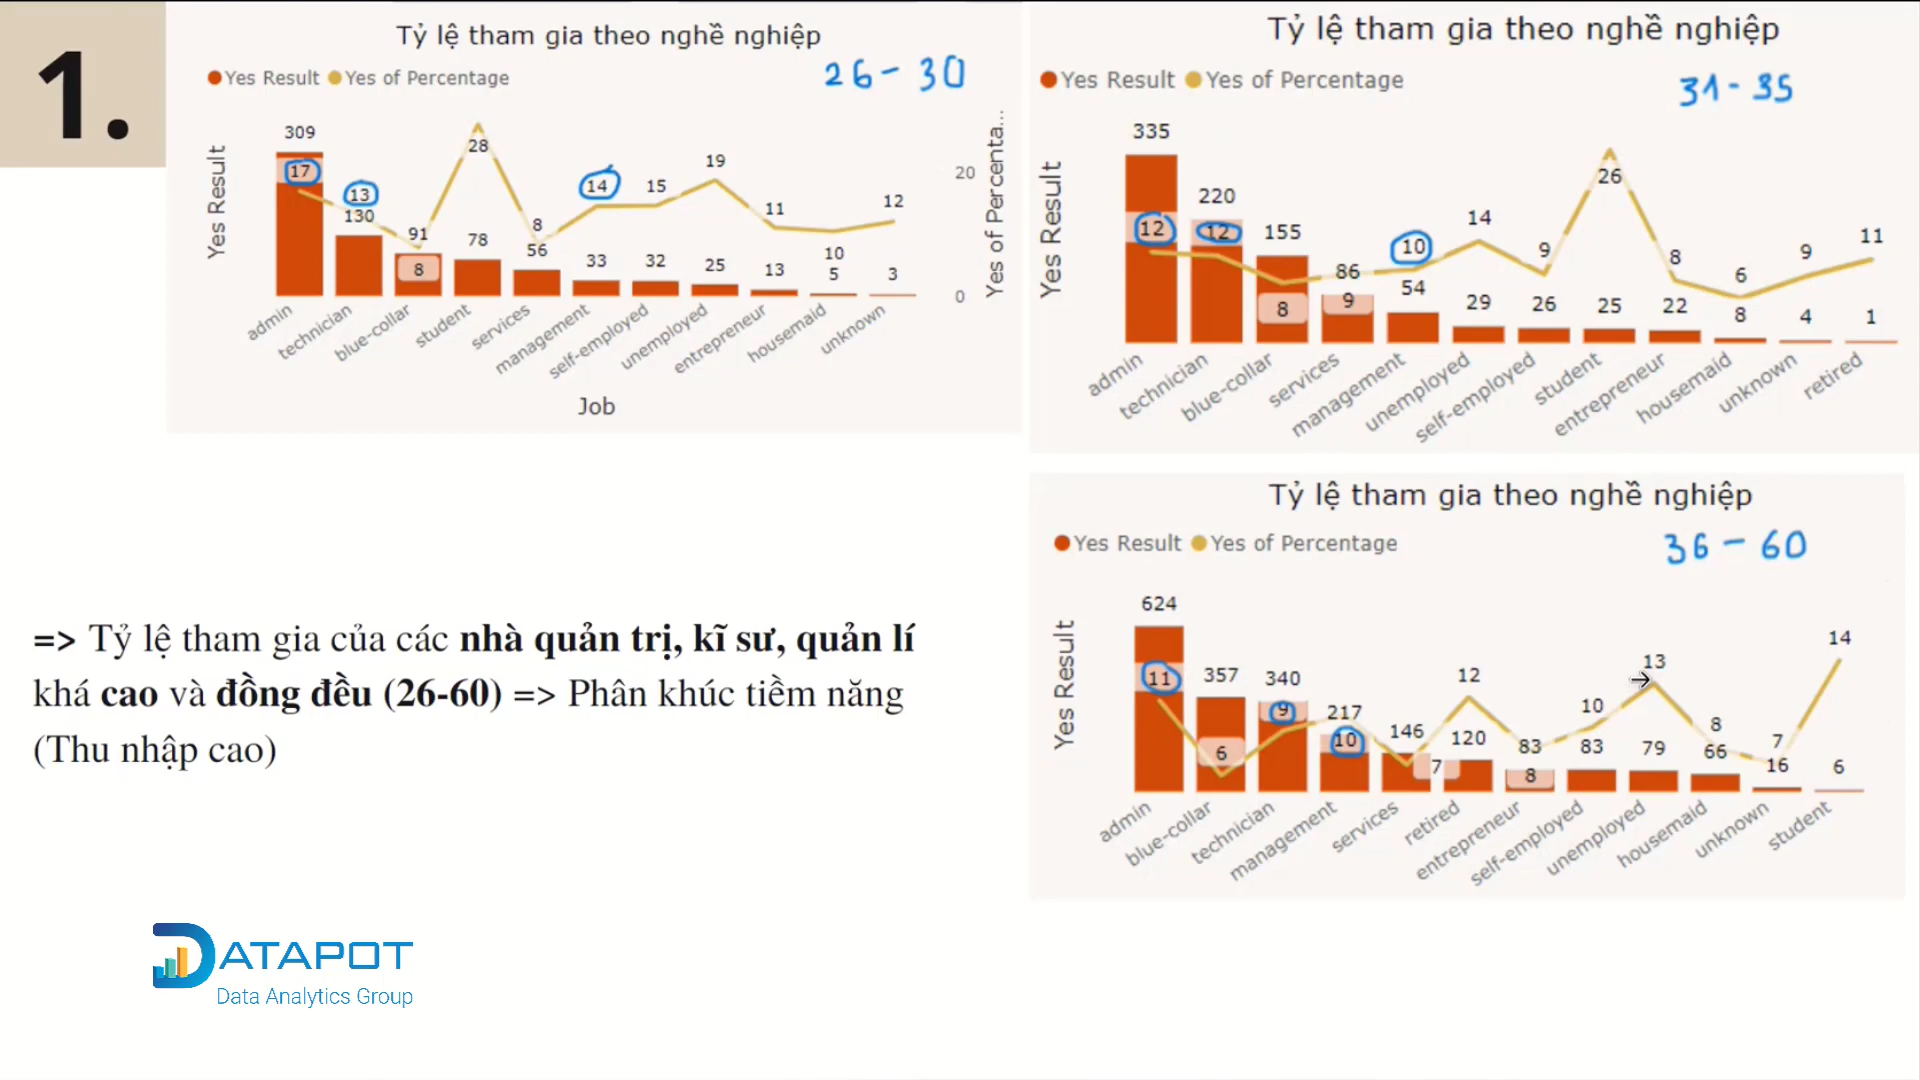 1.
Tỷ lệ tham gia theo nghề nghiệp
Yes Result Yes of Percentage
26 - 30
Yes Result
309
17
13
130
91
8
28
78
8
56
14
33
15
32
19
25
11
13
10
5
12
3
20
0
Yes of Percenta...
admin
technician
blue-collar
student
services
management
self-employed
unemployed
entrepreneur
housemaid
unknown
Job
Tỷ lệ tham gia theo nghề nghiệp
Yes Result Yes of Percentage
31 - 35
Yes Result
335
12
220
12
155
8
86
9
10
54
14
29
9
26
26
25
8
22
6
8
9
4
11
1
admin
technician
blue-collar
services
management
unemployed
self-employed
student
entrepreneur
housemaid
unknown
retired
Tỷ lệ tham gia theo nghề nghiệp
Yes Result Yes of Percentage
36 - 60
Yes Result
624
11
357
6
340
9
217
10
146
7
12
120
83
8
10
83
13
79
8
66
7
16
14
6
admin
blue-collar
technician
management
services
retired
entrepreneur
self-employed
unemployed
housemaid
unknown
student
=> Tỷ lệ tham gia của các nhà quản trị, kĩ sư, quản lí
khá cao và đồng đều (26-60) => Phân khúc tiềm năng
(Thu nhập cao)
DATAPOT
Data Analytics Group